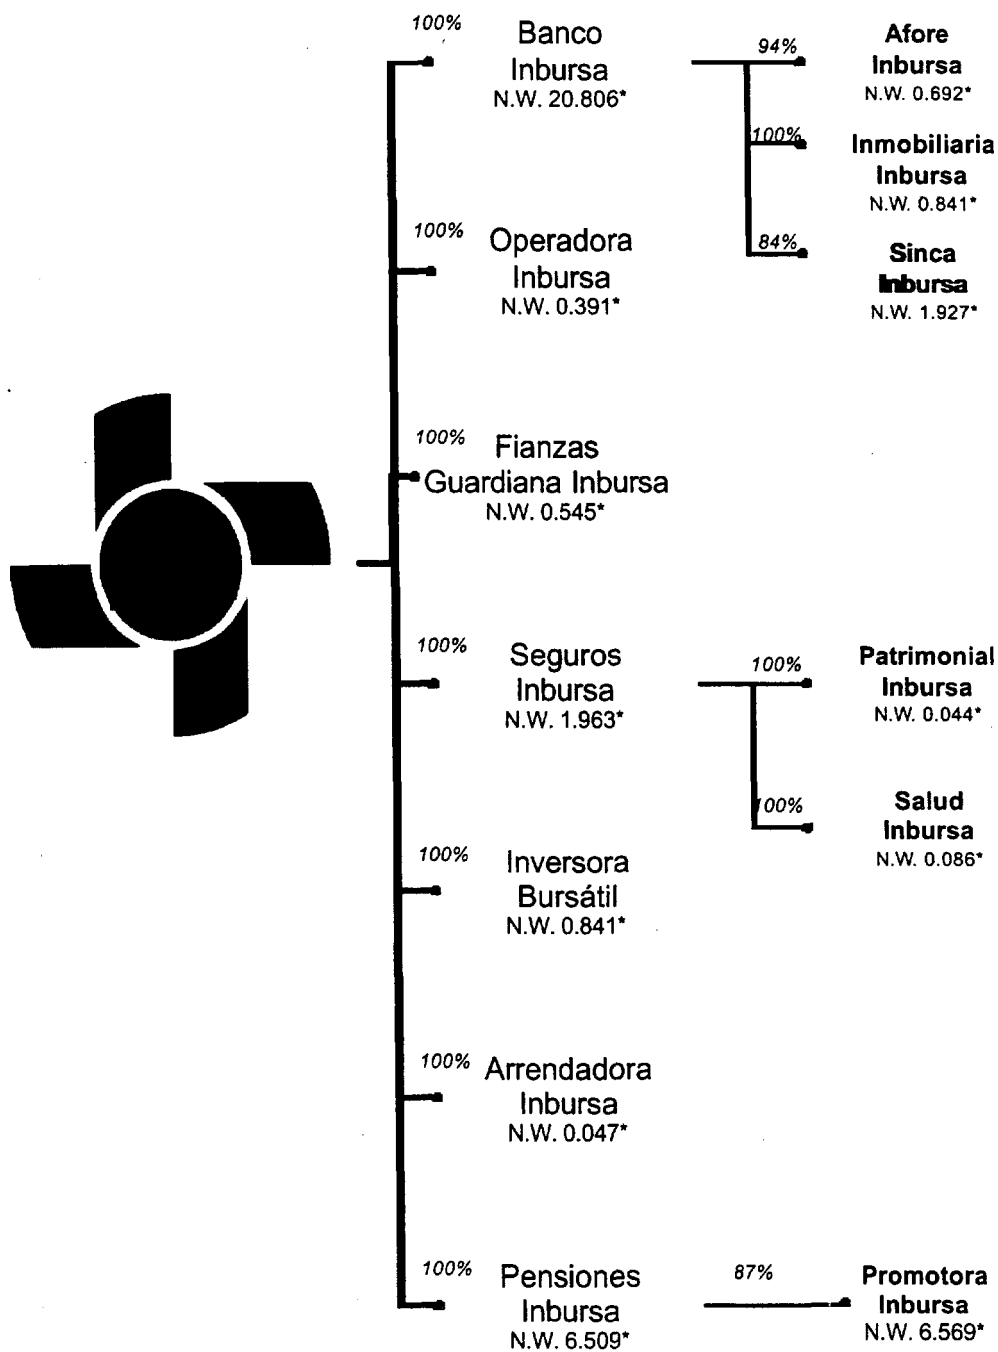 100%
Banco
Inbursa
N.W. 20.806*
94%
Afore
Inbursa
N.W. 0.692*
100%
Inmobiliaria
Inbursa
N.W. 0.841*
84%
Sinca
Inbursa
N.W. 1.927*
100%
Operadora
Inbursa
N.W. 0.391*
100%
Fianzas
Guardiana Inbursa
N.W. 0.545*
100%
Seguros
Inbursa
N.W. 1.963*
100%
Patrimonial
Inbursa
N.W. 0.044*
100%
Salud
Inbursa
N.W. 0.086*
100%
Inversora
Bursátil
N.W. 0.841*
100%
Arrendadora
Inbursa
N.W. 0.047*
100%
Pensiones
Inbursa
N.W. 6.509*
87%
Promotora
Inbursa
N.W. 6.569*